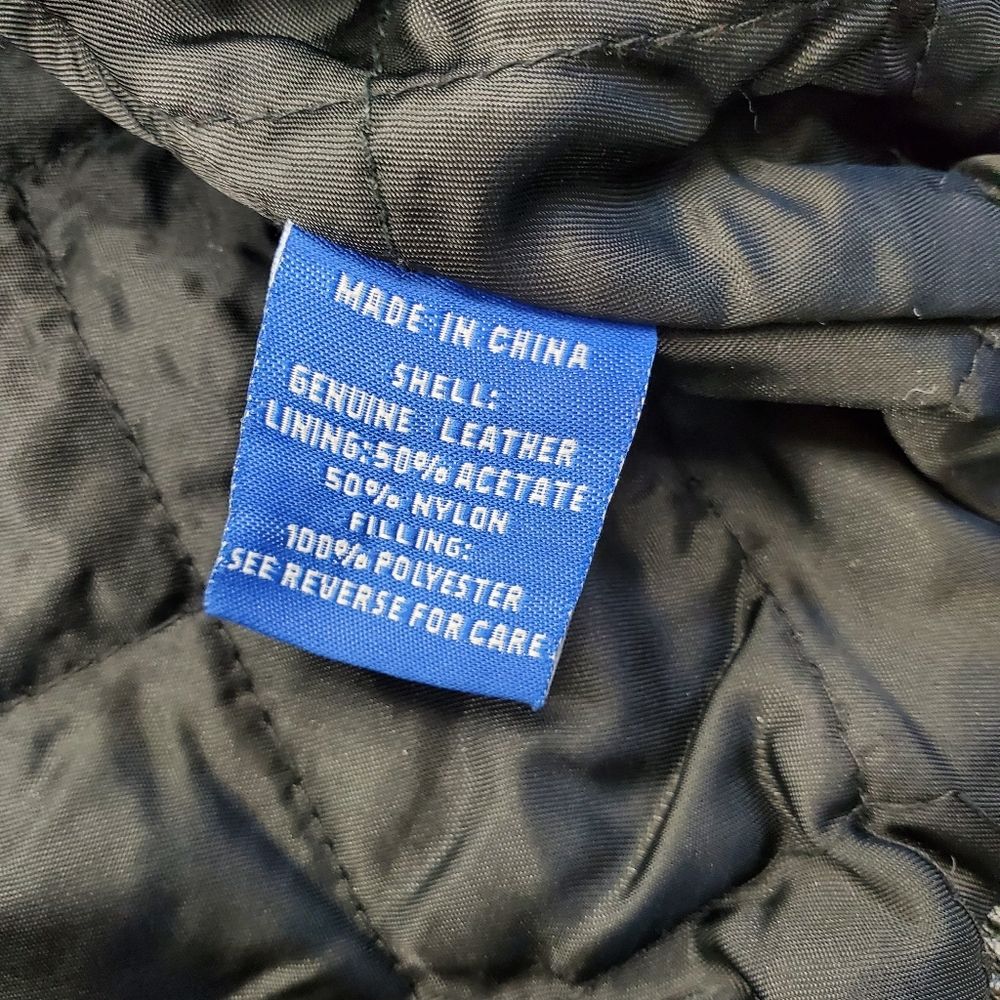 MADE IN CHINA
SHELL:
GENUINE LEATHER
LINING:50% ACETATE
50% NYLON
FILLING:
100% POLYESTER
SEE REVERSE FOR CARE